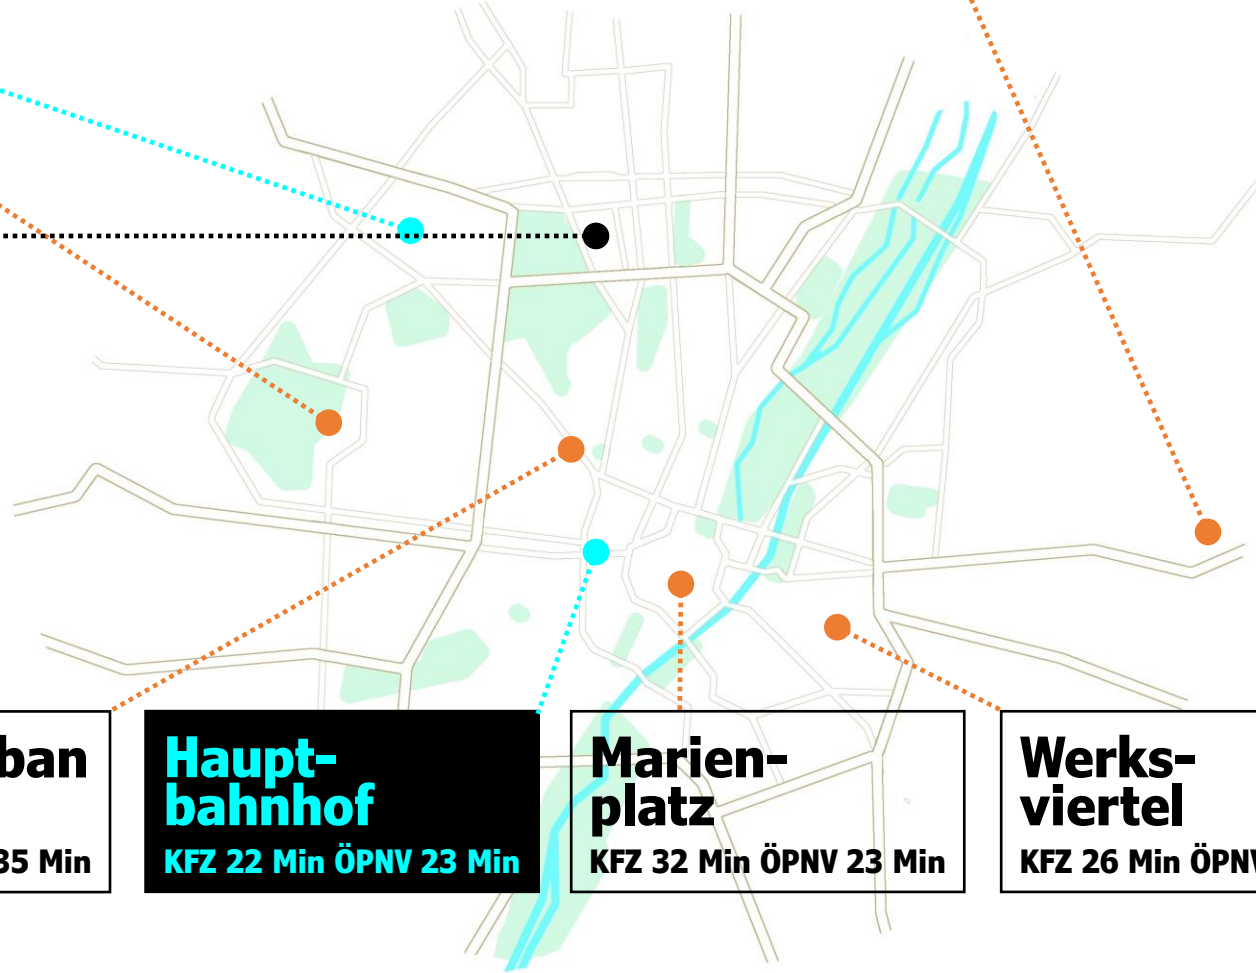 ban
35 Min
Haupt-
bahnhof
KFZ 22 Min ÖPNV 23 Min
Marien-
platz
KFZ 32 Min ÖPNV 23 Min
Werks-
viertel
KFZ 26 Min ÖPNV